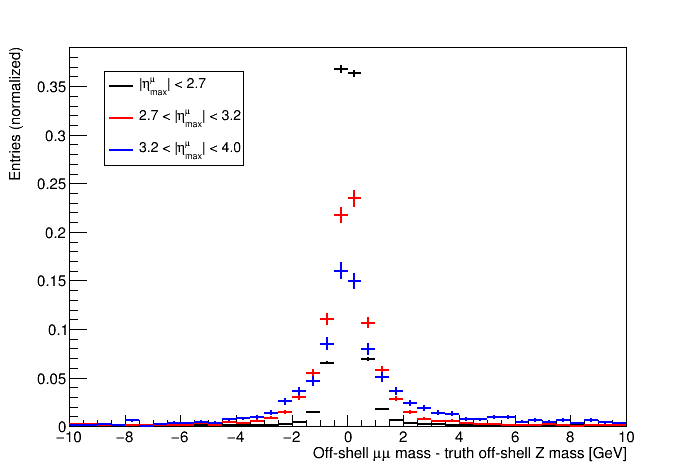 Entries (normalized)
0.35
0.3
0.25
0.2
0.15
0.1
0.05
0
|η^μ_max| < 2.7
2.7 < |η^μ_max| < 3.2
3.2 < |η^μ_max| < 4.0
−10 −8 −6 −4 −2 0 2 4 6 8 10
Off-shell μμ mass - truth off-shell Z mass [GeV]